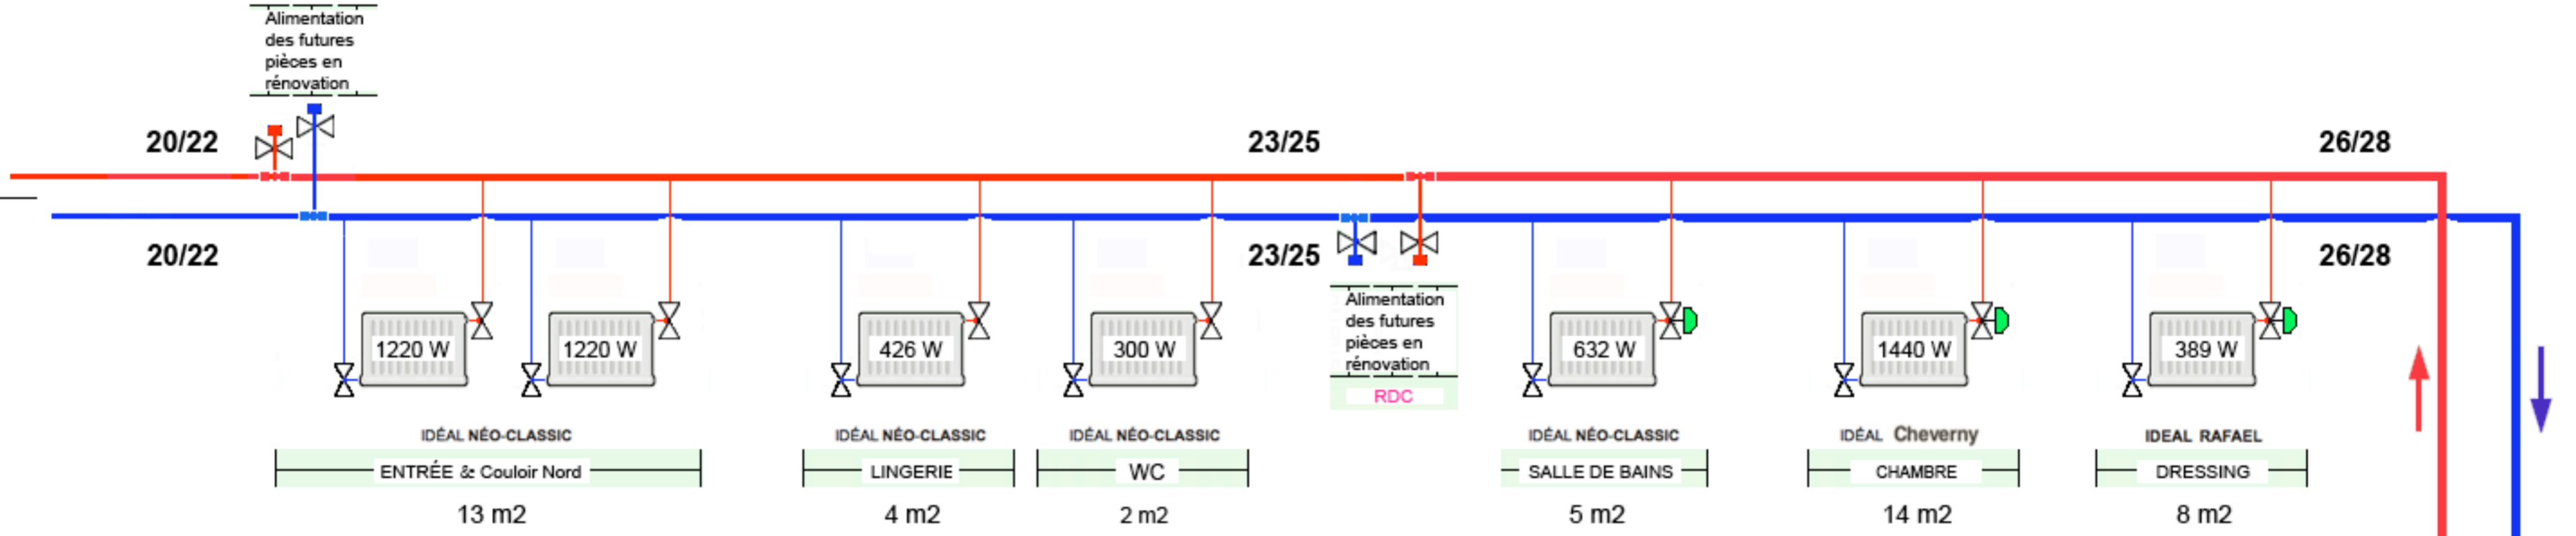 Alimentation
des futures
pièces en
rénovation
20/22
23/25
26/28
20/22
23/25
26/28
Alimentation
des futures
pièces en
rénovation
RDC
1220 W
1220 W
426 W
300 W
632 W
1440 W
389 W
IDÉAL NÉO-CLASSIC
IDÉAL NÉO-CLASSIC
IDÉAL NÉO-CLASSIC
IDÉAL NÉO-CLASSIC
IDÉAL Cheverny
IDEAL RAFAEL
ENTRÉE & Couloir Nord
LINGERIE
WC
SALLE DE BAINS
CHAMBRE
DRESSING
13 m2
4 m2
2 m2
5 m2
14 m2
8 m2